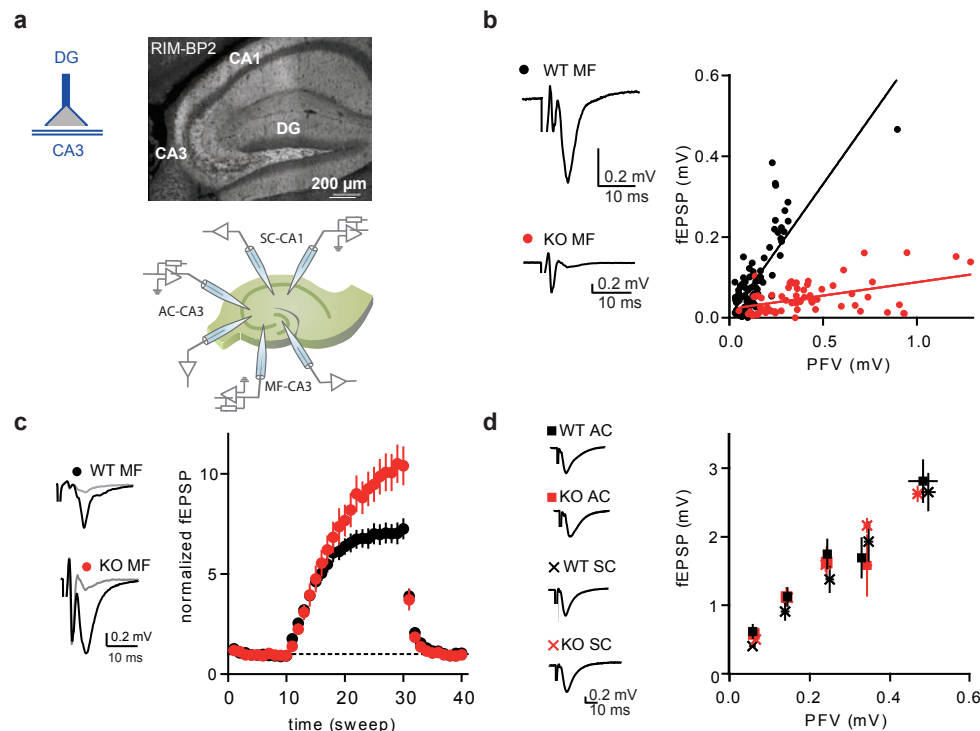 a
DG
CA3
RIM-BP2
CA1
DG
CA3
200 µm
SC-CA1
AC-CA3
MF-CA3
b
WT MF
0.2 mV
10 ms
KO MF
0.2 mV
10 ms
fEPSP (mV)
0.6
0.4
0.2
0.0
0.5
1.0
PFV (mV)
c
WT MF
KO MF
0.2 mV
10 ms
normalized fEPSP
10
5
0
0
10
20
30
40
time (sweep)
d
WT AC
KO AC
WT SC
KO SC
0.2 mV
10 ms
fEPSP (mV)
3
2
1
0
0.0
0.2
0.4
0.6
PFV (mV)